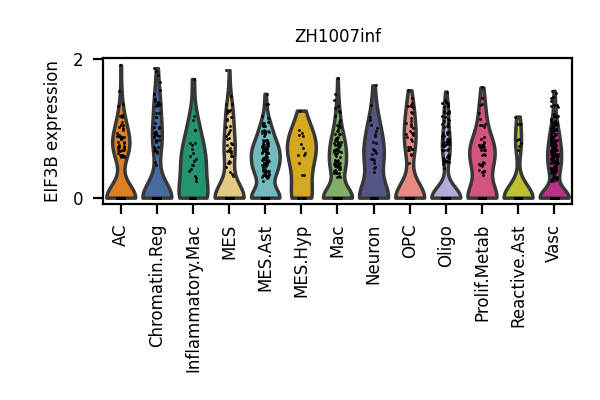 ZH1007inf
EIF3B expression
2
0
AC
Chromatin.Reg
Inflammatory.Mac
MES
MES.Ast
MES.Hyp
Mac
Neuron
OPC
Oligo
Prolif.Metab
Reactive.Ast
Vasc